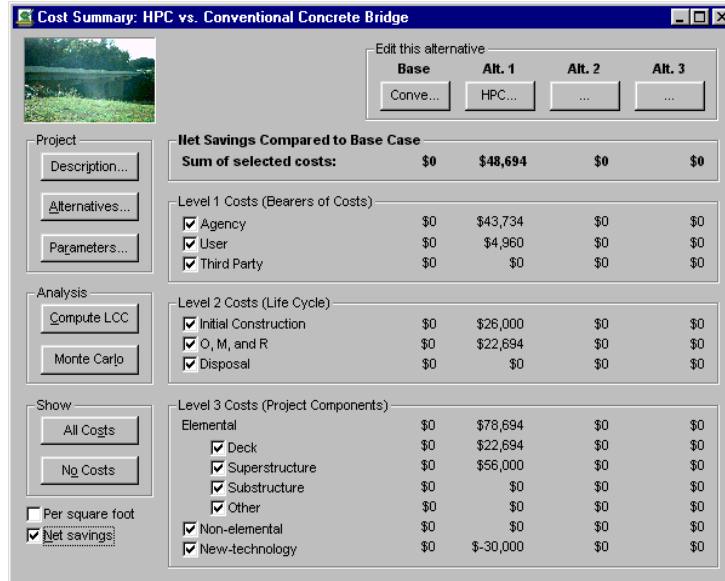 Cost Summary: HPC vs. Conventional Concrete Bridge
Edit this alternative
Base Alt. 1 Alt. 2 Alt. 3
Conve... HPC... ... ...
Project
Description...
Alternatives...
Parameters...
Net Savings Compared to Base Case
Sum of selected costs: $0 $48,694 $0 $0
Level 1 Costs (Bearers of Costs)
Agency $0 $43,734 $0 $0
User $0 $4,960 $0 $0
Third Party $0 $0 $0 $0
Analysis
Compute LCC
Monte Carlo
Level 2 Costs (Life Cycle)
Initial Construction $0 $26,000 $0 $0
O, M, and R $0 $22,694 $0 $0
Disposal $0 $0 $0 $0
Show
All Costs
No Costs
Per square foot
Net savings
Level 3 Costs (Project Components)
Elemental $0 $78,694 $0 $0
Deck $0 $22,694 $0 $0
Superstructure $0 $56,000 $0 $0
Substructure $0 $0 $0 $0
Other $0 $0 $0 $0
Non-elemental $0 $0 $0 $0
New-technology $0 $-30,000 $0 $0